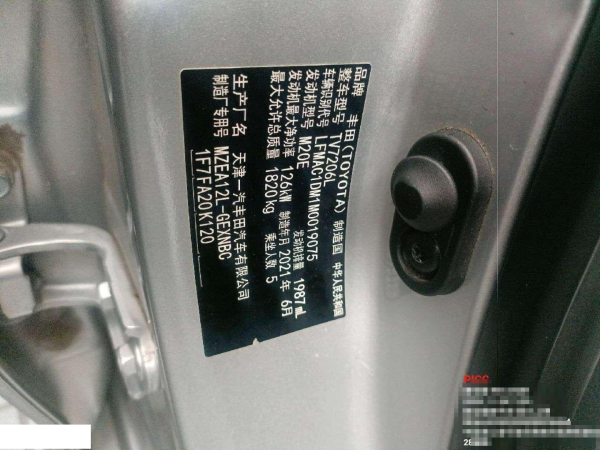 品牌 丰田(TOYOTA) 制造国 中华人民共和国
整车型号 TV7206L
车辆识别代号 LFMAC1DM1M0019075
发动机型号 M20E 发动机排量 1987mL
发动机最大净功率 126kW 制造年月 2021年 6月
最大允许总质量 1820kg 乘坐人数 5
生产厂名 天津一汽丰田汽车有限公司
制造厂专用号 MZEA12L-GEXNBC
1F7FA20K120
PICC